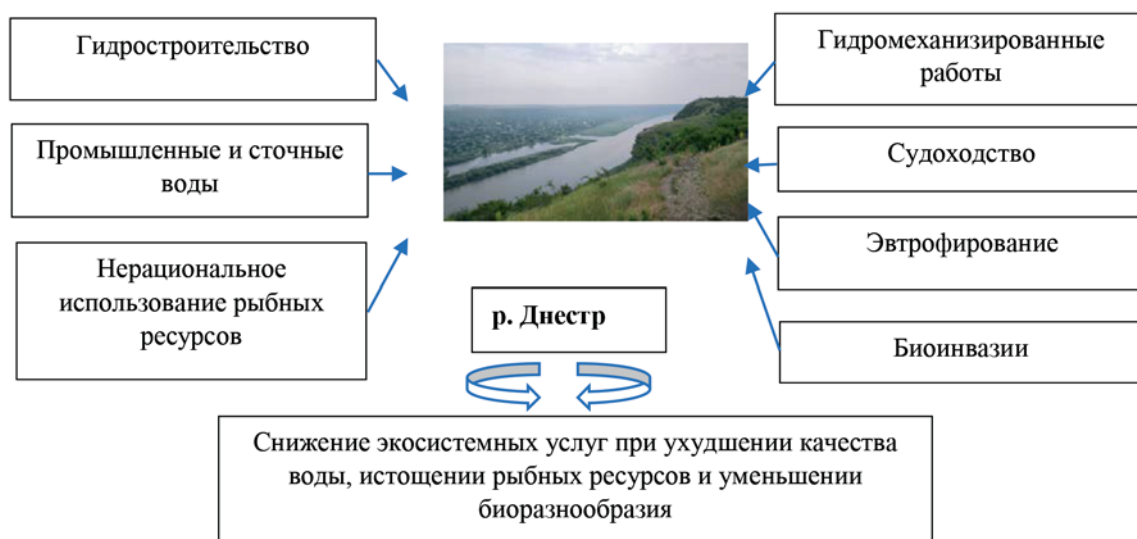 Гидростроительство
Промышленные и сточные
воды
Нерациональное
использование рыбных
ресурсов
Гидромеханизированные
работы
Судоходство
Эвтрофирование
Биоинвазии
р. Днестр
Снижение экосистемных услуг при ухудшении качества
воды, истощении рыбных ресурсов и уменьшении
биоразнообразия